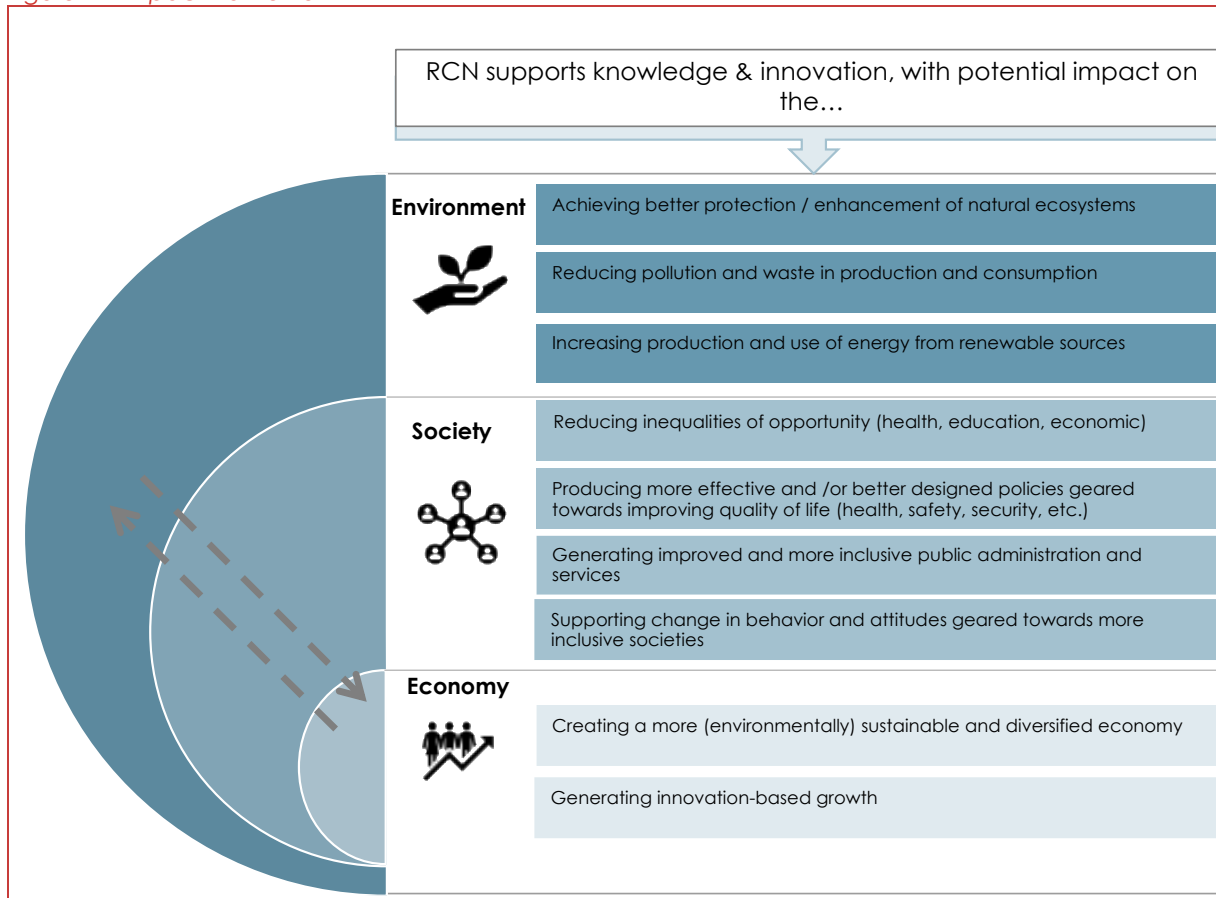 RCN supports knowledge & innovation, with potential impact on
the…
Environment
Achieving better protection / enhancement of natural ecosystems
Reducing pollution and waste in production and consumption
Increasing production and use of energy from renewable sources
Society
Reducing inequalities of opportunity (health, education, economic)
Producing more effective and /or better designed policies geared
towards improving quality of life (health, safety, security, etc.)
Generating improved and more inclusive public administration and
services
Supporting change in behavior and attitudes geared towards more
inclusive societies
Economy
Creating a more (environmentally) sustainable and diversified economy
Generating innovation-based growth